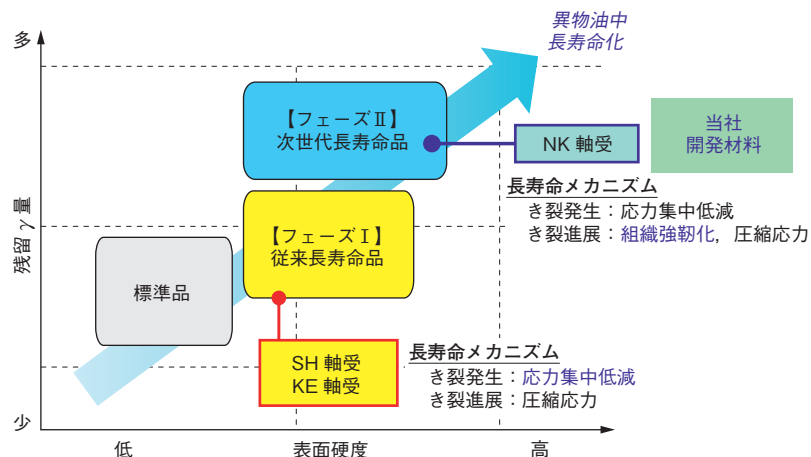 異物油中
長寿命化
多
【フェーズⅡ】
次世代長寿命品
NK 軸受
当社
開発材料
長寿命メカニズム
き裂発生：応力集中低減
き裂進展：組織強靭化，圧縮応力
残留γ量
【フェーズⅠ】
従来長寿命品
標準品
SH 軸受
KE 軸受
長寿命メカニズム
き裂発生：応力集中低減
き裂進展：圧縮応力
少
低
表面硬度
高